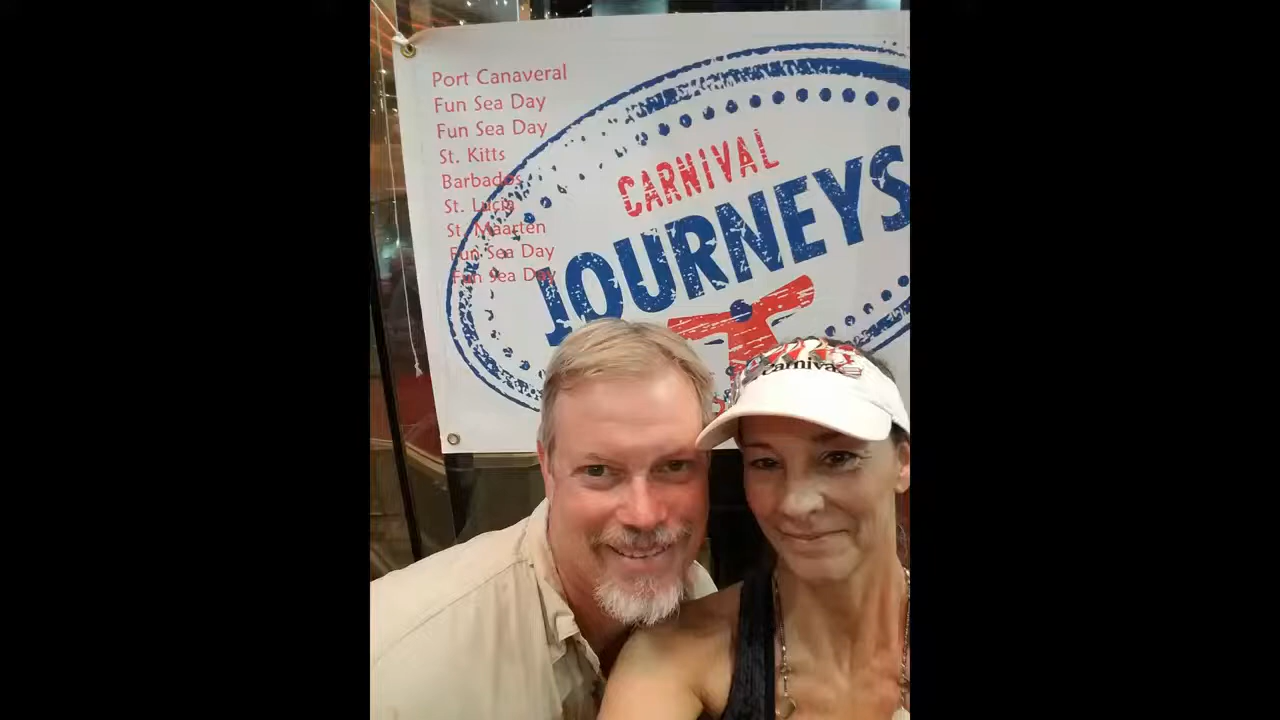 Port Canaveral
Fun Sea Day
Fun Sea Day
St. Kitts
Barbados
St. Lucia
St. Maarten
Fun Sea Day
Fun Sea Day
CARNIVAL
JOURNEYS
Carnival